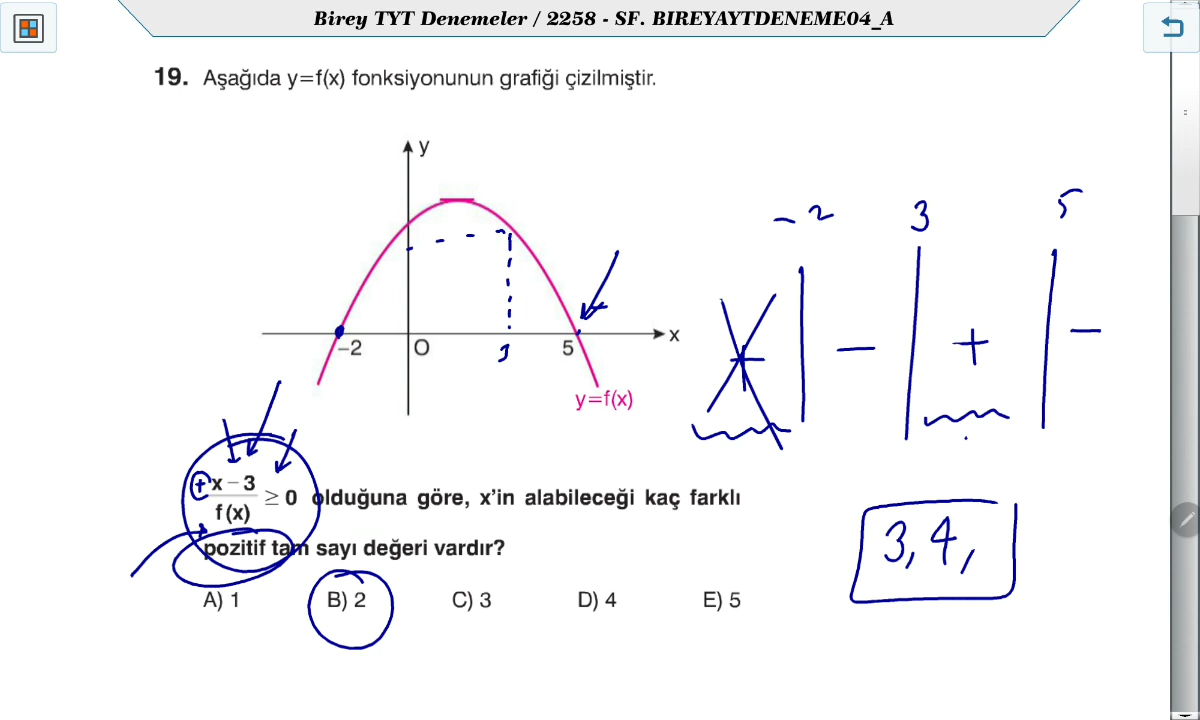 Birey TYT Denemeler / 2258 - SF. BIREYAYTDENEME04_A
19. Aşağıda y=f(x) fonksiyonunun grafiği çizilmiştir.
y
-2 3 5
x
–2 O 3 5
- + -
+
y=f(x)
+
x – 3
f(x)
≥ 0 olduğuna göre, x'in alabileceği kaç farklı
pozitif tam sayı değeri vardır?
3, 4,
A) 1 B) 2 C) 3 D) 4 E) 5